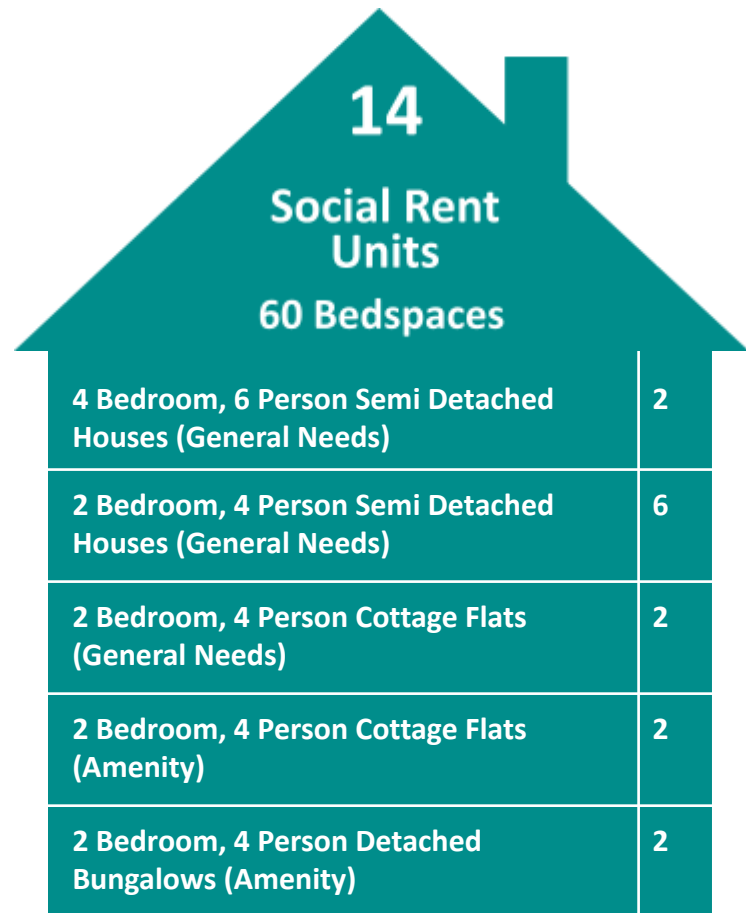 14
Social Rent
Units
60 Bedspaces
4 Bedroom, 6 Person Semi Detached
Houses (General Needs)
2
2 Bedroom, 4 Person Semi Detached
Houses (General Needs)
6
2 Bedroom, 4 Person Cottage Flats
(General Needs)
2
2 Bedroom, 4 Person Cottage Flats
(Amenity)
2
2 Bedroom, 4 Person Detached
Bungalows (Amenity)
2